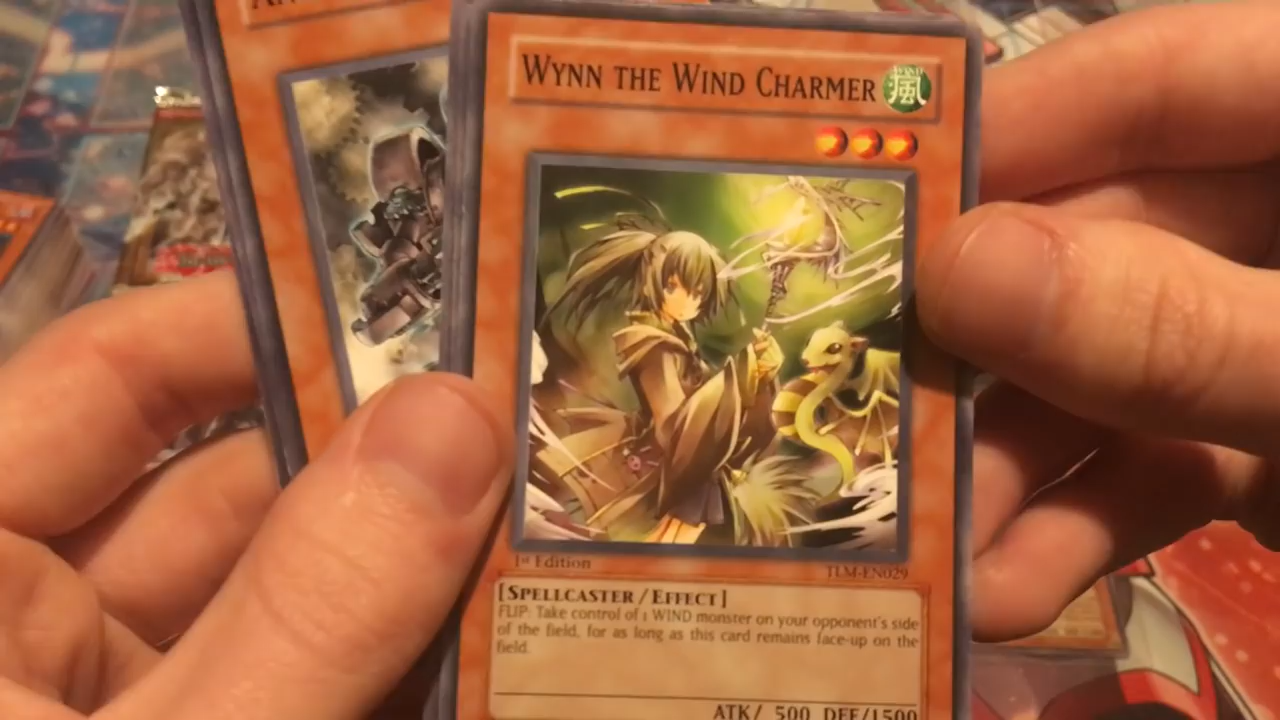 AN
WYNN THE WIND CHARMER
WIND
風
1st Edition
TLM-EN029
[SPELLCASTER / EFFECT]
FLIP: Take control of 1 WIND monster on your opponent's side
of the field, for as long as this card remains face-up on the
field.
ATK/ 500 DEF/1500